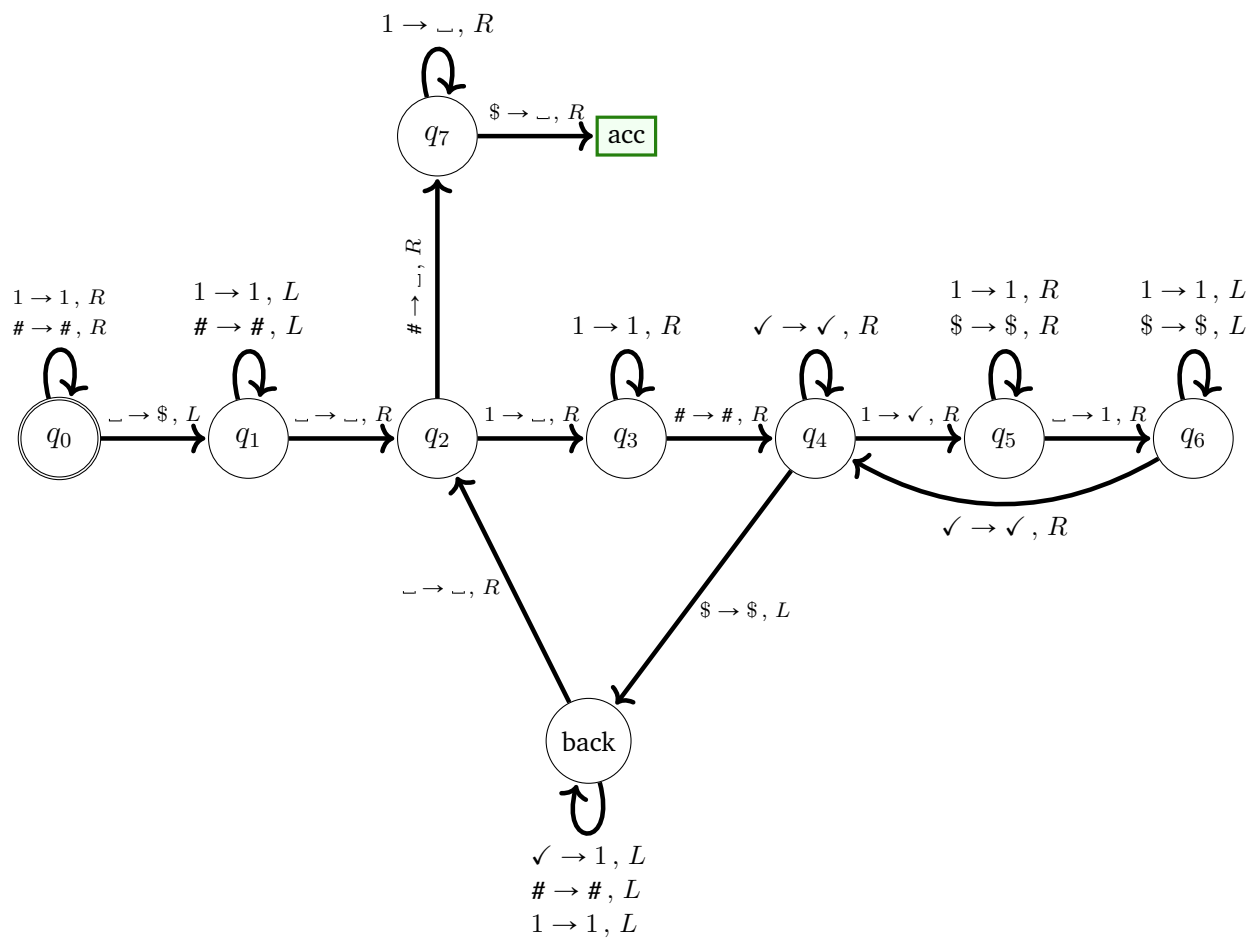 1 → ␣, R
$ → ␣, R
q7
acc
# → ␣, R
1 → 1, R
# → #, R
1 → 1, L
# → #, L
1 → 1, R
✓ → ✓, R
1 → 1, R
$ → $, R
1 → 1, L
$ → $, L
q0
␣ → $, L
q1
␣ → ␣, R
q2
1 → ␣, R
q3
# → #, R
q4
1 → ✓, R
q5
␣ → 1, R
q6
✓ → ✓, R
␣ → ␣, R
$ → $, L
back
✓ → 1, L
# → #, L
1 → 1, L